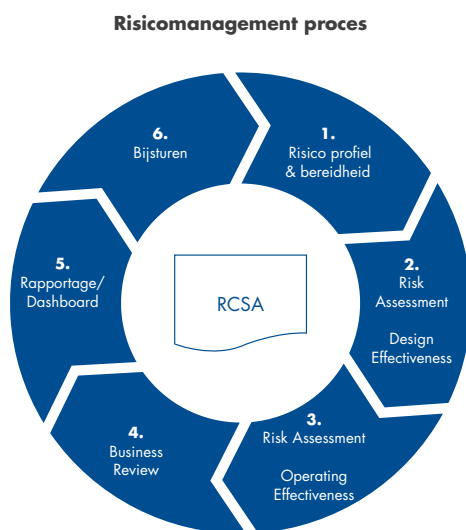 Risicomanagement proces
1.
Risico profiel
& bereidheid
2.
Risk
Assessment
Design
Effectiveness
3.
Risk Assessment
Operating
Effectiveness
4.
Business
Review
5.
Rapportage/
Dashboard
6.
Bijsturen
RCSA